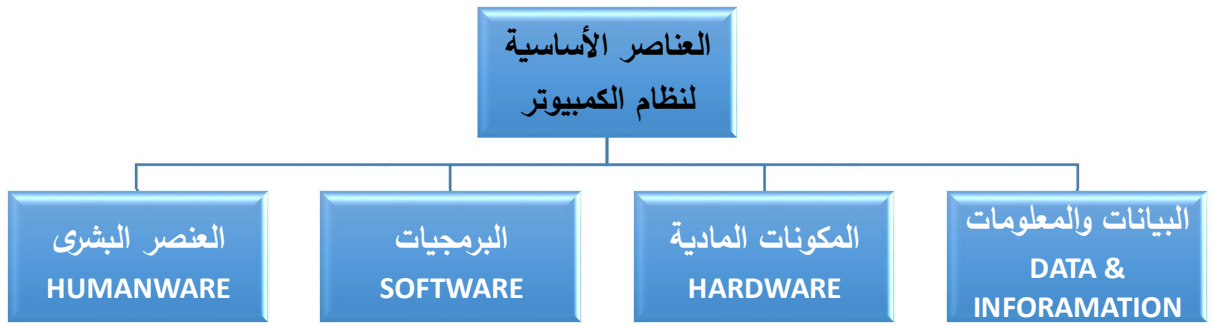 العناصر الأساسية
لنظام الكمبيوتر
البيانات والمعلومات
DATA &
INFORAMATION
المكونات المادية
HARDWARE
البرمجيات
SOFTWARE
العنصر البشرى
HUMANWARE